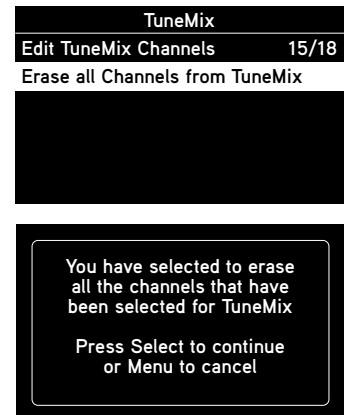 TuneMix
Edit TuneMix Channels 15/18
Erase all Channels from TuneMix
You have selected to erase
all the channels that have
been selected for TuneMix
Press Select to continue
or Menu to cancel